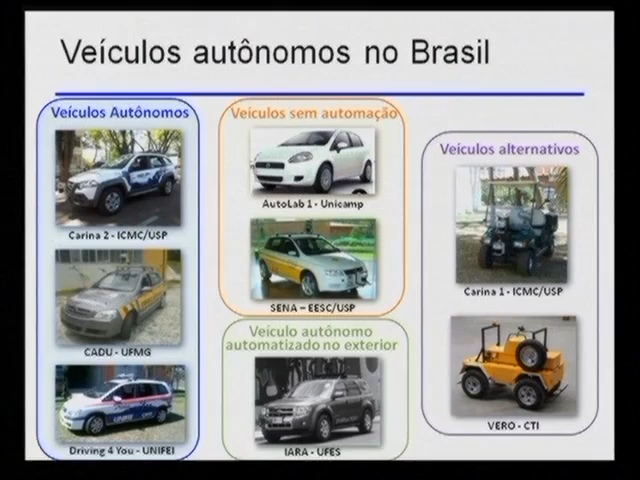 Veículos autônomos no Brasil
Veículos Autônomos
Carina 2 - ICMC/USP
CADU - UFMG
Driving 4 You - UNIFEI
Veículos sem automação
AutoLab 1 - Unicamp
SENA – EESC/USP
Veículo autônomo
automatizado no exterior
IARA - UFES
Veículos alternativos
Carina 1 - ICMC/USP
VERO - CTI